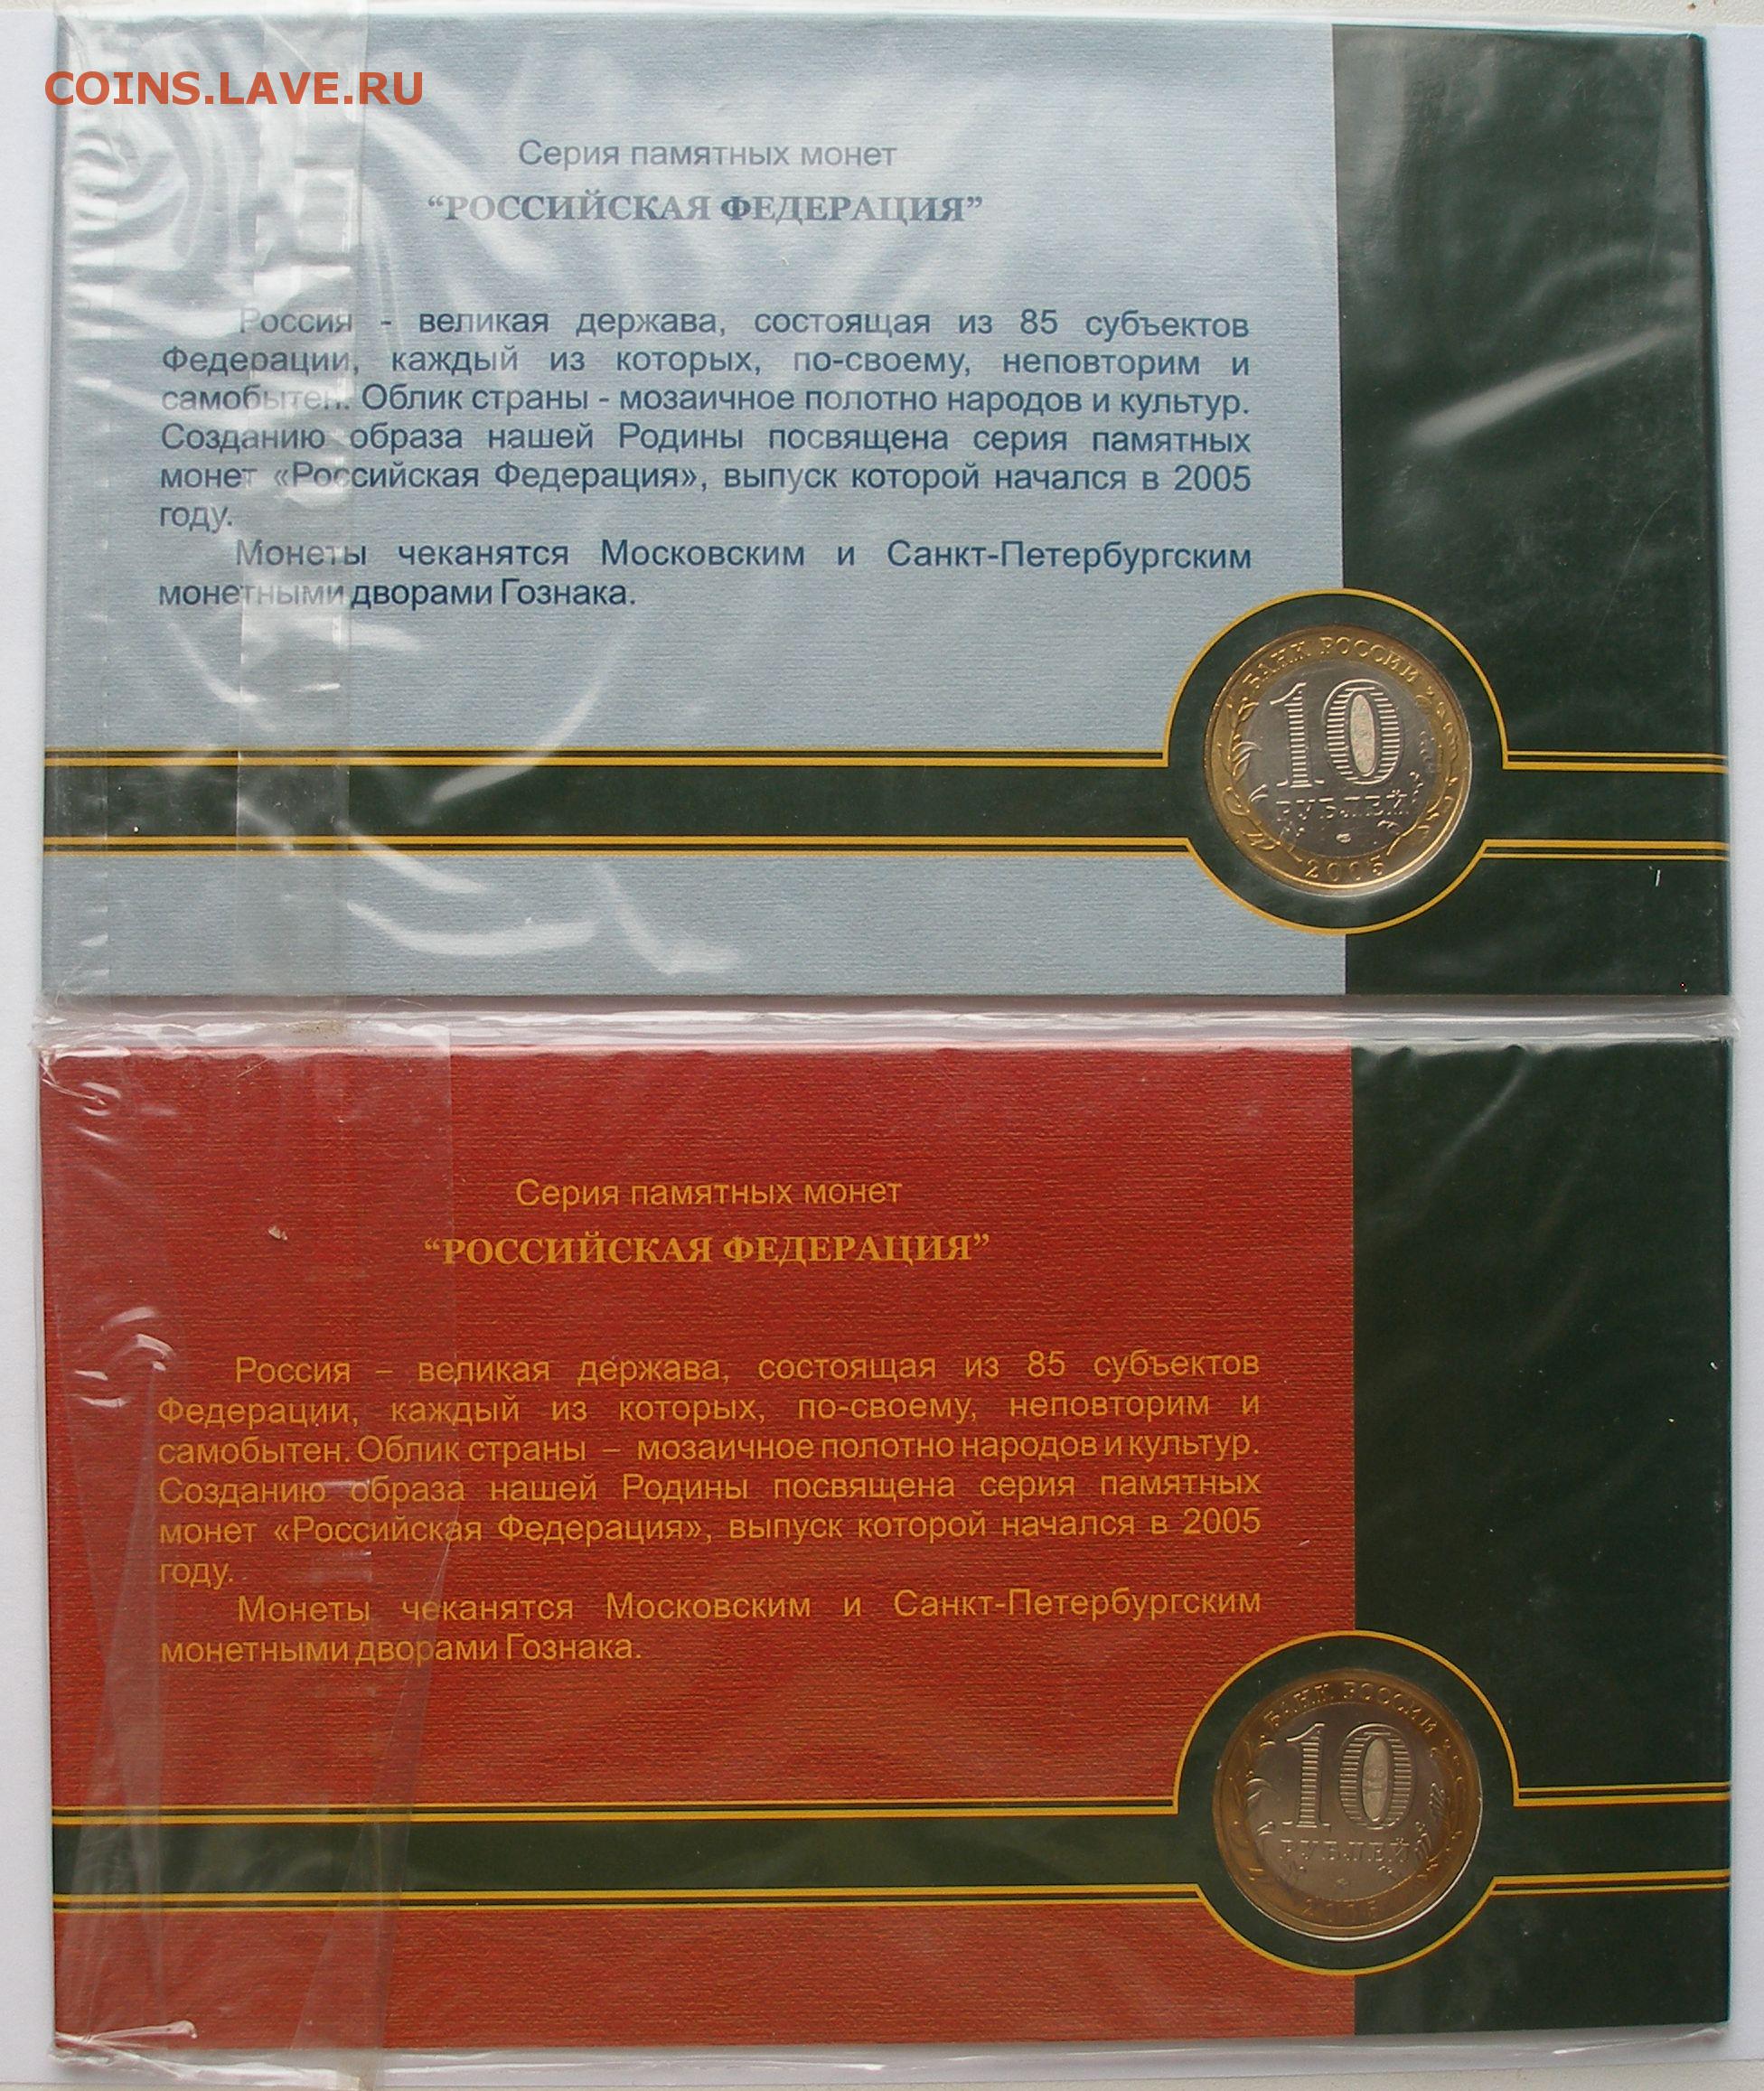 COINS.LAVE.RU
Серия памятных монет
“РОССИЙСКАЯ ФЕДЕРАЦИЯ”
Россия - великая держава, состоящая из 85 субъектов
Федерации, каждый из которых, по-своему, неповторим и
самобытен. Облик страны - мозаичное полотно народов и культур.
Созданию образа нашей Родины посвящена серия памятных
монет «Российская Федерация», выпуск которой начался в 2005
году.
Монеты чеканятся Московским и Санкт-Петербургским
монетными дворами Гознака.
БАНК РОССИИ
10
РУБЛЕЙ
2005
Серия памятных монет
“РОССИЙСКАЯ ФЕДЕРАЦИЯ”
Россия – великая держава, состоящая из 85 субъектов
Федерации, каждый из которых, по-своему, неповторим и
самобытен. Облик страны – мозаичное полотно народов и культур.
Созданию образа нашей Родины посвящена серия памятных
монет «Российская Федерация», выпуск которой начался в 2005
году.
Монеты чеканятся Московским и Санкт-Петербургским
монетными дворами Гознака.
БАНК РОССИИ
10
РУБЛЕЙ